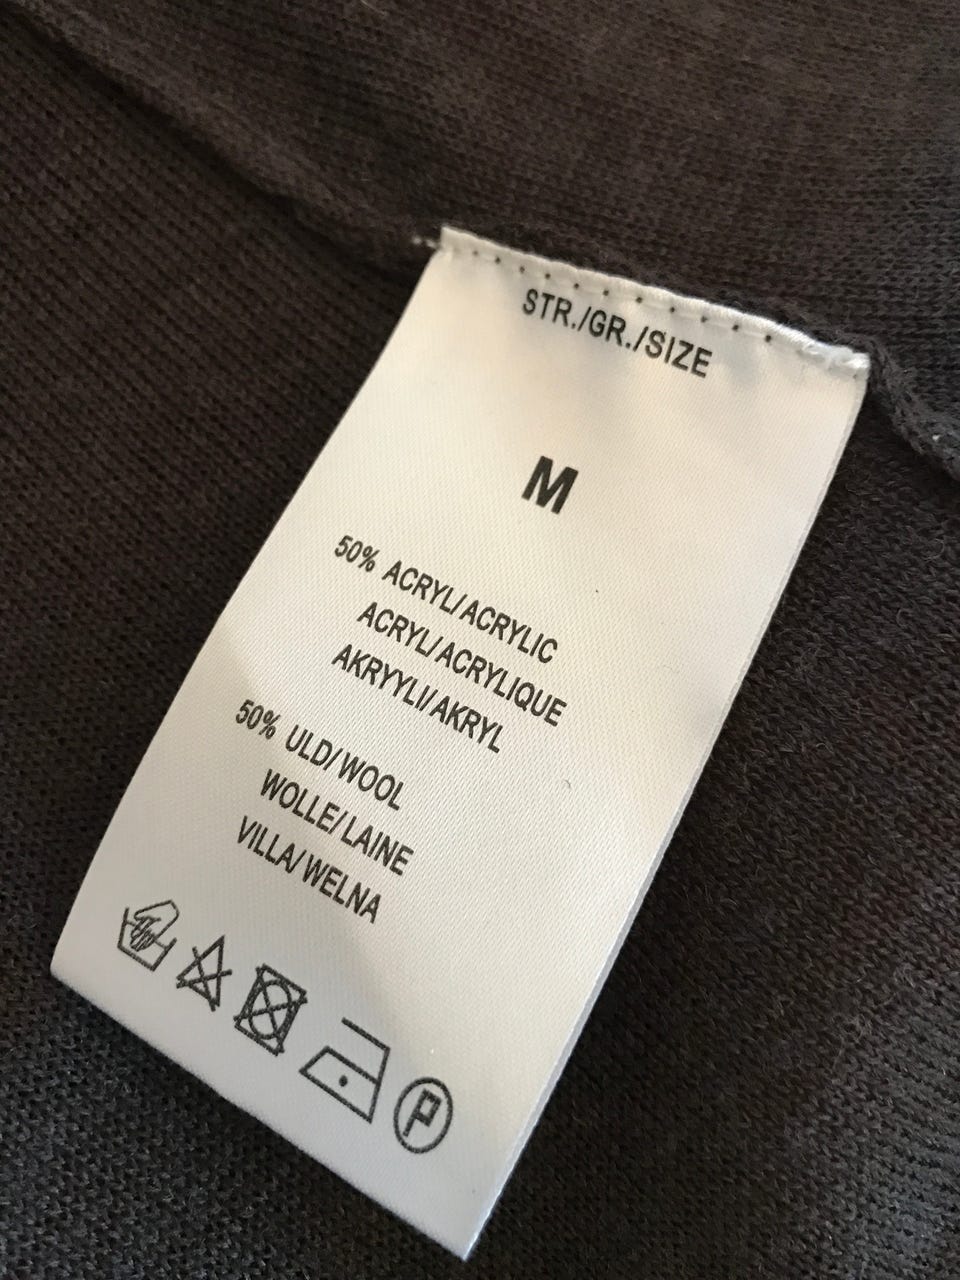 STR./GR./SIZE
M
50% ACRYL/ACRYLIC
ACRYL/ACRYLIQUE
AKRYYLI/AKRYL
50% ULD/WOOL
WOLLE/LAINE
VILLA/WELNA
P